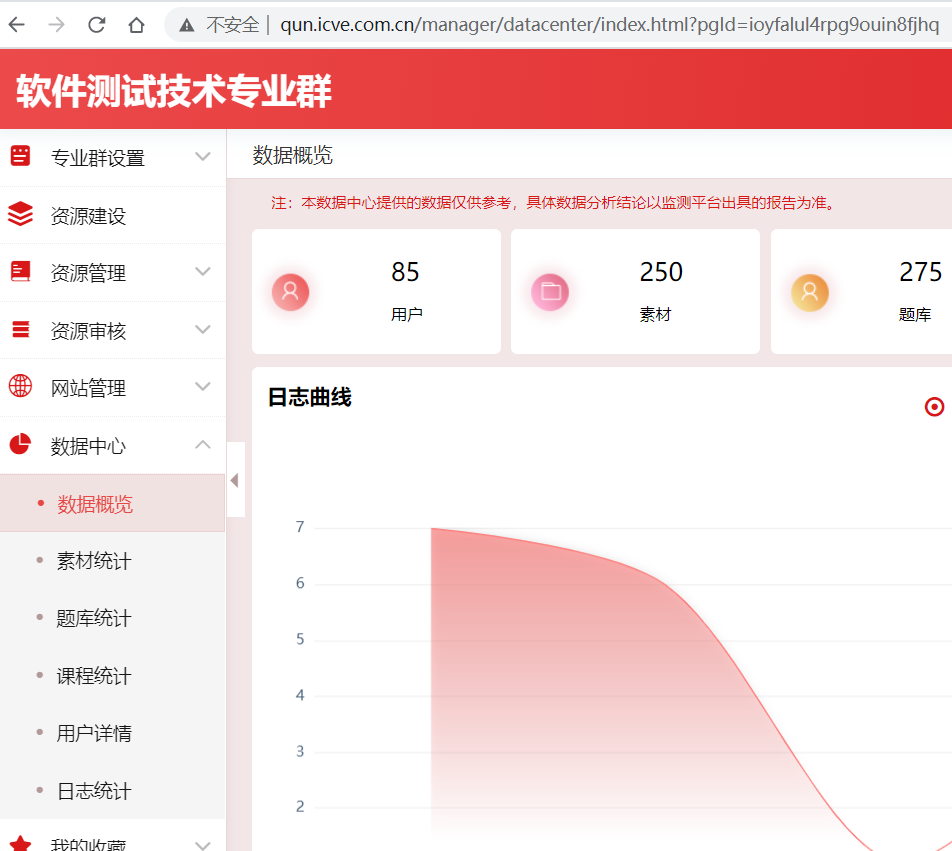 不安全 | qun.icve.com.cn/manager/datacenter/index.html?pgId=ioyfalul4rpg9ouin8fjhq
软件测试技术专业群
专业群设置
资源建设
资源管理
资源审核
网站管理
数据中心
数据概览
素材统计
题库统计
课程统计
用户详情
日志统计
我的收藏
数据概览
注：本数据中心提供的数据仅供参考，具体数据分析结论以监测平台出具的报告为准。
85
用户
250
素材
275
题库
日志曲线
7
6
5
4
3
2